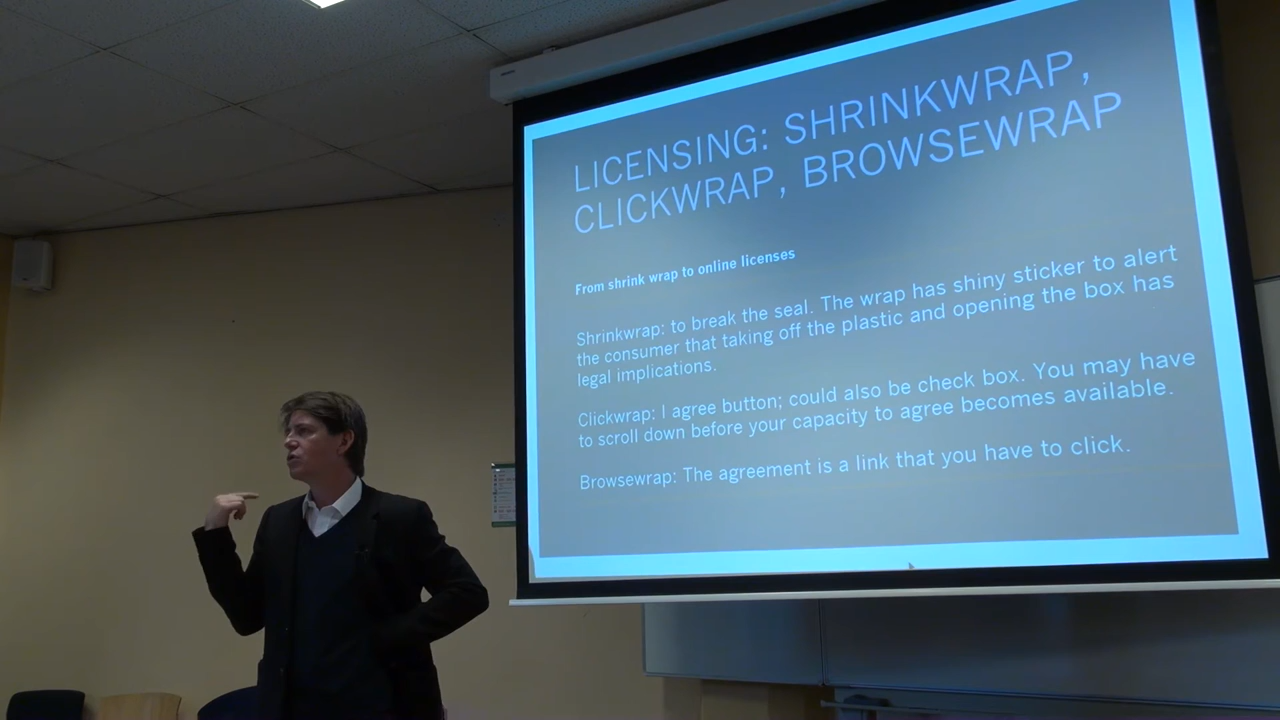 LICENSING: SHRINKWRAP,
CLICKWRAP, BROWSEWRAP
From shrink wrap to online licenses
Shrinkwrap: to break the seal. The wrap has shiny sticker to alert
the consumer that taking off the plastic and opening the box has
legal implications.
Clickwrap: I agree button; could also be check box. You may have
to scroll down before your capacity to agree becomes available.
Browsewrap: The agreement is a link that you have to click.